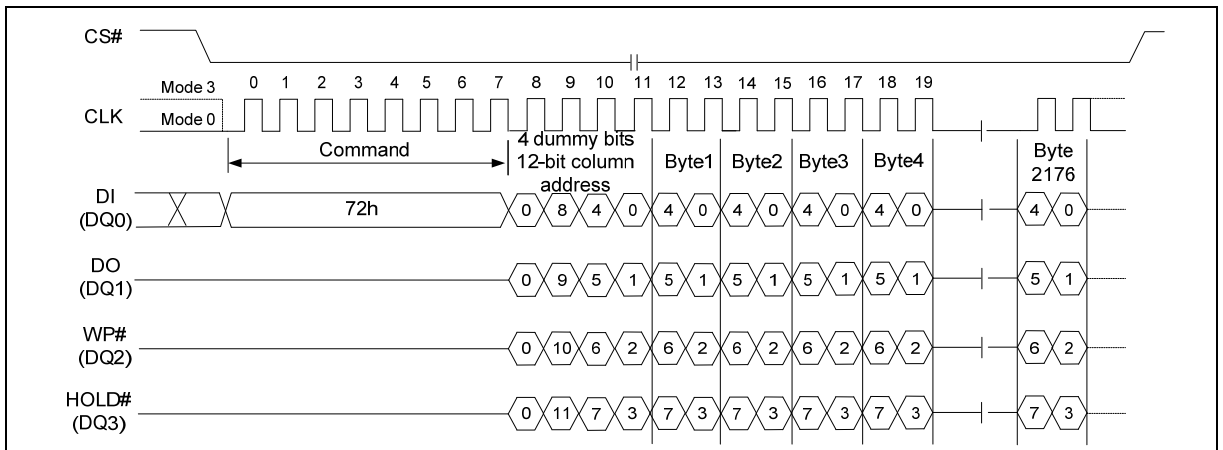 CS#
Mode 3 0 1 2 3 4 5 6 7 8 9 10 11 12 13 14 15 16 17 18 19
CLK Mode 0
Command
4 dummy bits
12-bit column
address
Byte1 Byte2 Byte3 Byte4
Byte
2176
DI
(DQ0)
72h 0 8 4 0 4 0 4 0 4 0 4 0 4 0
DO
(DQ1)
0 9 5 1 5 1 5 1 5 1 5 1 5 1
WP#
(DQ2)
0 10 6 2 6 2 6 2 6 2 6 2 6 2
HOLD#
(DQ3)
0 11 7 3 7 3 7 3 7 3 7 3 7 3